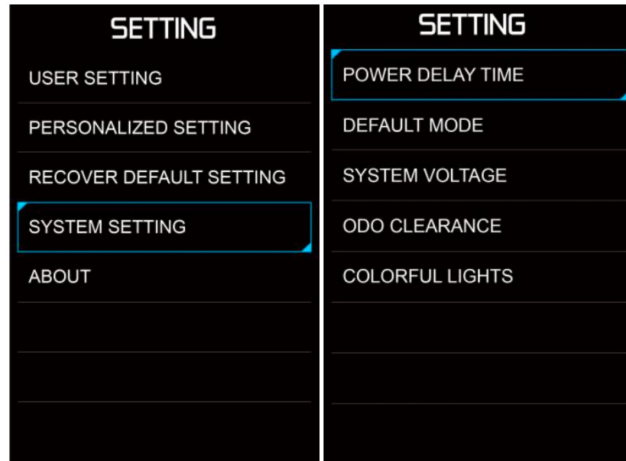 SETTING
USER SETTING
PERSONALIZED SETTING
RECOVER DEFAULT SETTING
SYSTEM SETTING
ABOUT
SETTING
POWER DELAY TIME
DEFAULT MODE
SYSTEM VOLTAGE
ODO CLEARANCE
COLORFUL LIGHTS